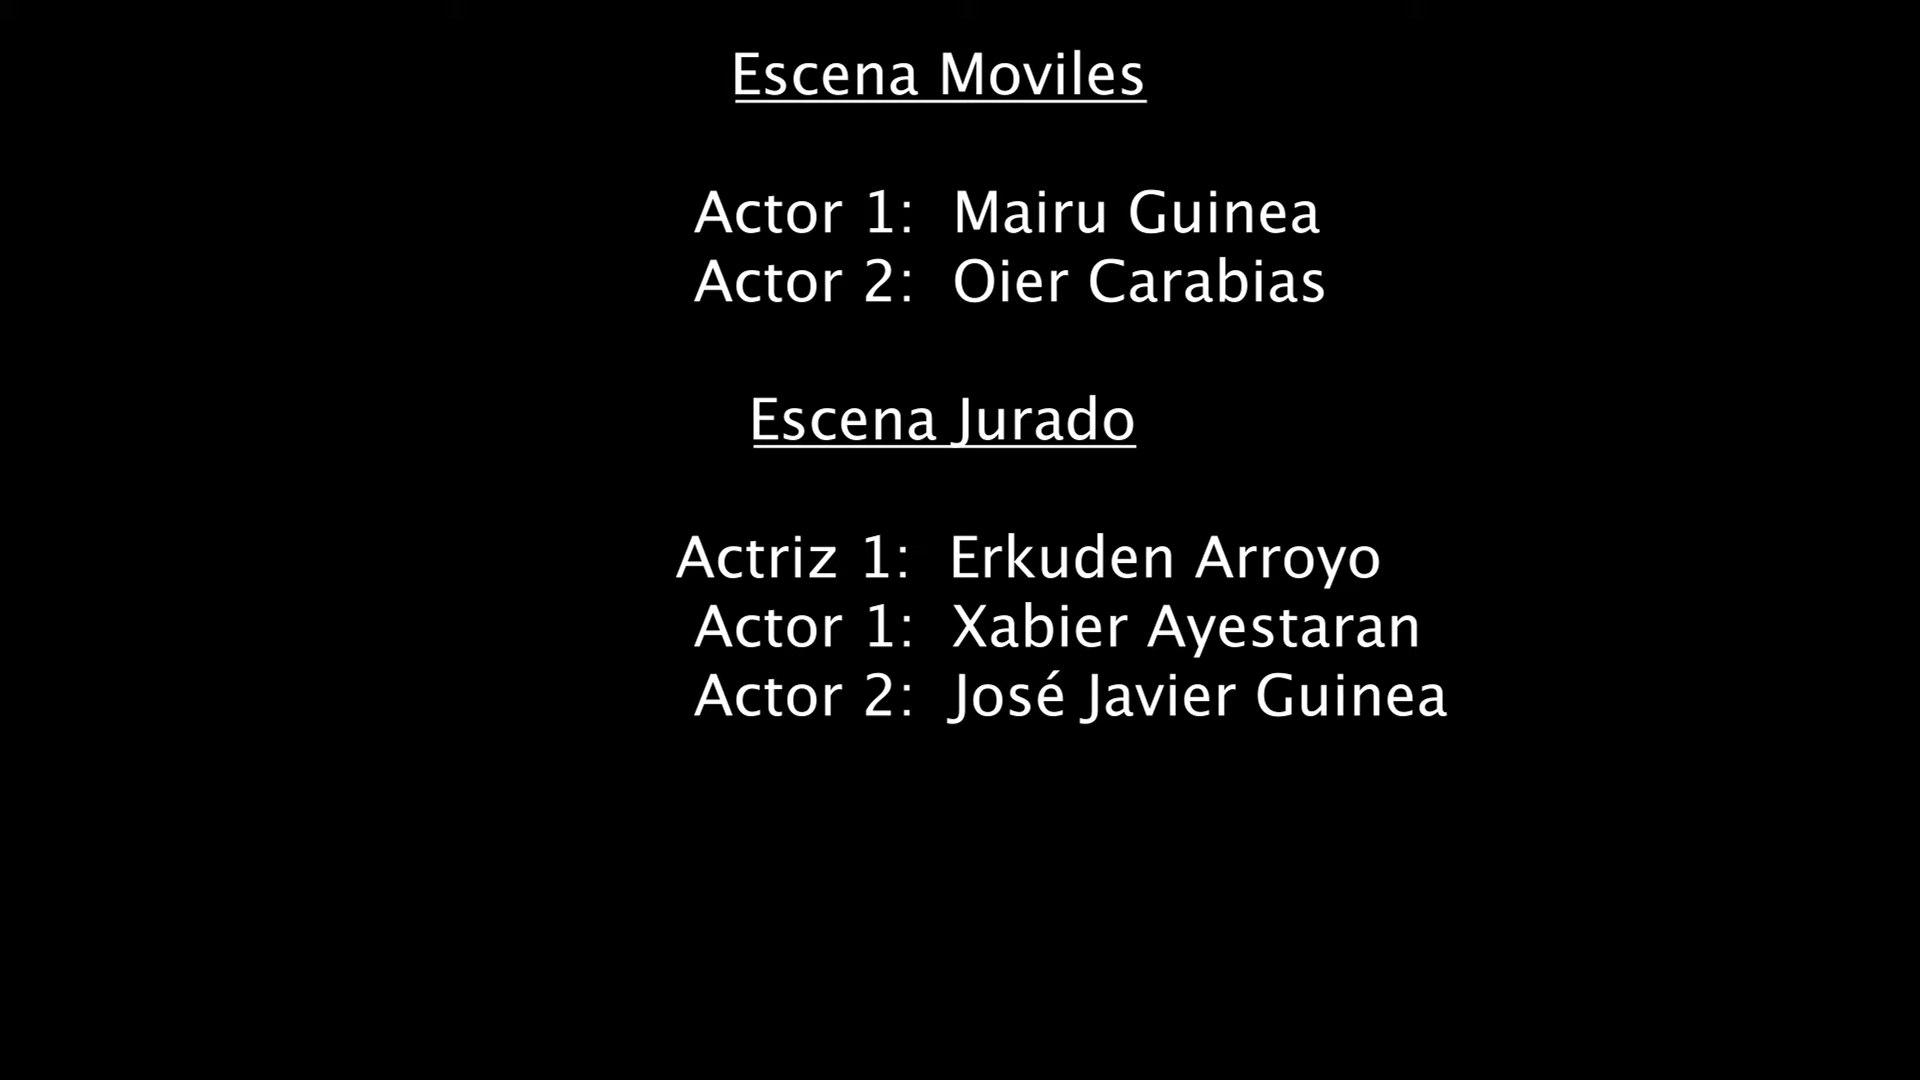 Escena Moviles
Actor 1: Mairu Guinea
Actor 2: Oier Carabias
Escena Jurado
Actriz 1: Erkuden Arroyo
Actor 1: Xabier Ayestaran
Actor 2: José Javier Guinea